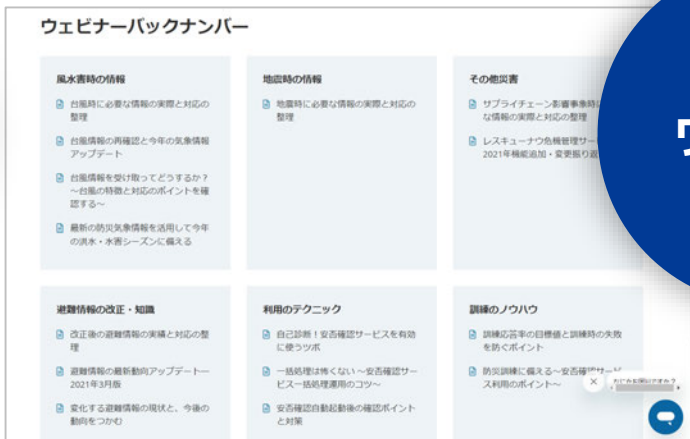 ウェビナーバックナンバー
風水害時の情報
台風時に必要な情報の実際と対応の
整理
台風情報の再確認と今年の気象情報
アップデート
台風情報を受け取ってどうするか？
～台風の特徴と対応のポイントを確
認する～
最新の防災気象情報を活用して今年
の洪水・水害シーズンに備える
地震時の情報
地震時に必要な情報の実際と対応の
整理
その他災害
サプライチェーン影響事象時に
な情報の実際と対応の整理
レスキューナウ危機管理サー
2021年機能追加・変更振り返
避難情報の改正・知識
改正後の避難情報の実績と対応の整
理
避難情報の最新動向アップデート―
2021年3月版
変化する避難情報の現状と、今後の
動向をつかむ
利用のテクニック
自己診断！安否確認サービスを有効
に使うツボ
一括処理は怖くない～安否確認サー
ビス一括処理運用のコツ～
安否確認自動起動後の確認ポイント
と対策
訓練のノウハウ
訓練応答率の目標値と訓練時の失敗
を防ぐポイント
防災訓練に備える～安否確認サービ
ス利用のポイント～